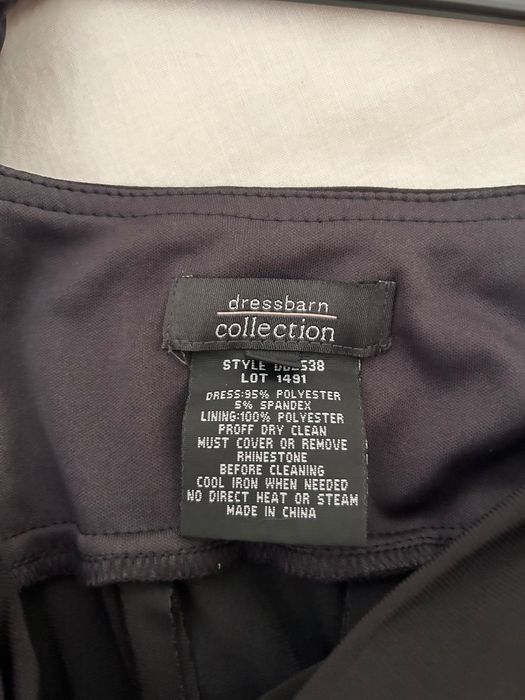 dressbarn
collection
STYLE
LOT 1491
DRESS:95% POLYESTER
5% SPANDEX
LINING:100% POLYESTER
PROFF DRY CLEAN
MUST COVER OR REMOVE
RHINESTONE
BEFORE CLEANING
COOL IRON WHEN NEEDED
NO DIRECT HEAT OR STEAM
MADE IN CHINA